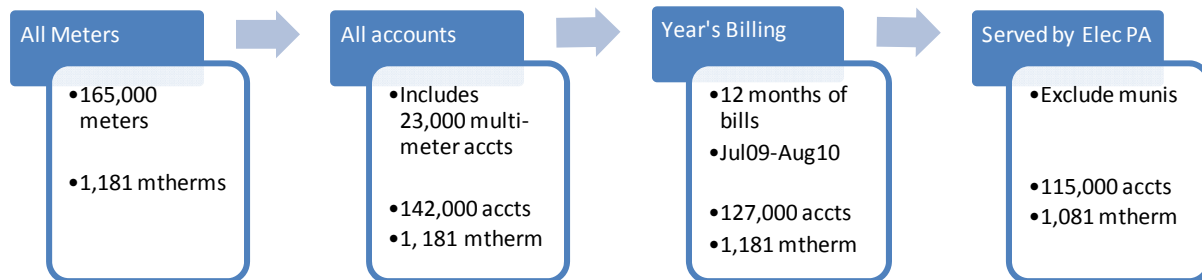 All Meters
•165,000
meters
•1,181 mtherms
All accounts
•Includes
23,000 multi-
meter accts
•142,000 accts
•1, 181 mtherm
Year's Billing
•12 months of
bills
•Jul09-Aug10
•127,000 accts
•1,181 mtherm
Served by Elec PA
•Exclude munis
•115,000 accts
•1,081 mtherm